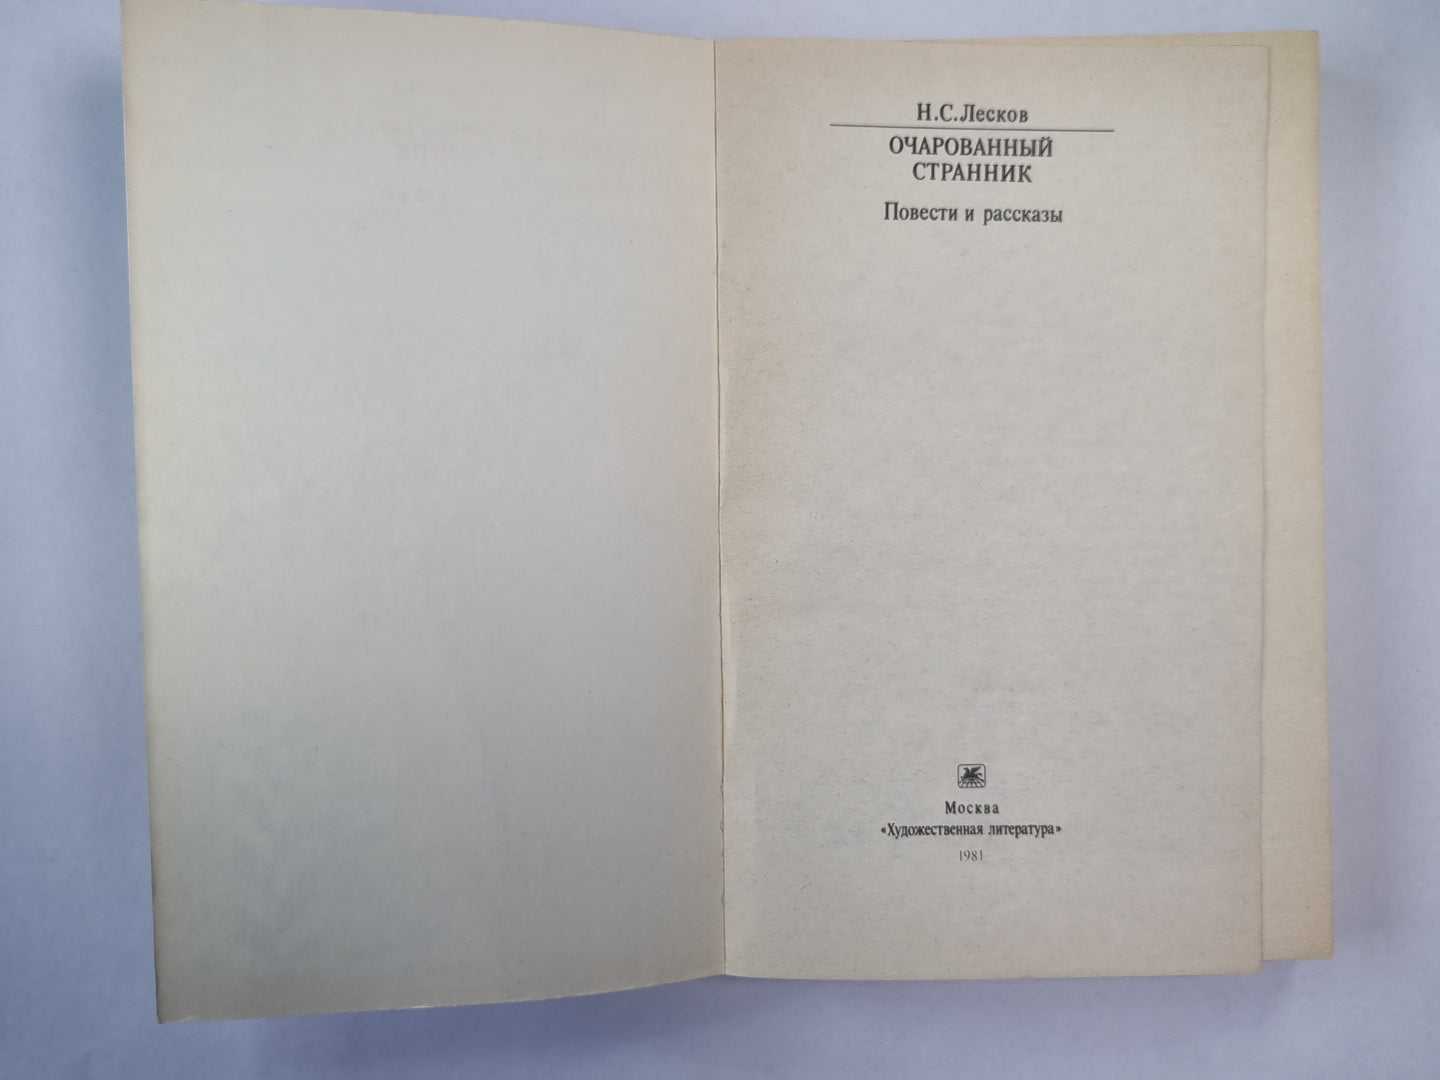 Н.С.Лесков
ОЧАРОВАННЫЙ
СТРАННИК
Повести и рассказы
Москва
«Художественная литература»
1981